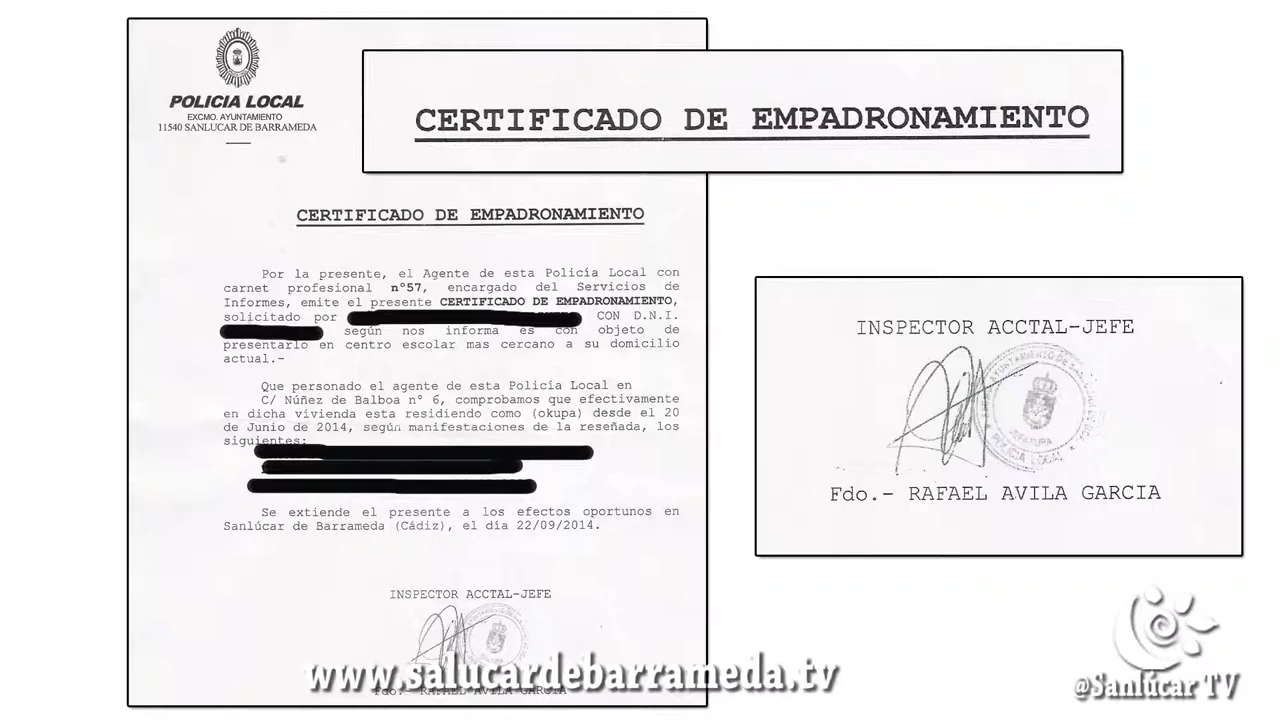 POLICIA LOCAL
EXCMO. AYUNTAMIENTO
11540 SANLUCAR DE BARRAMEDA
CERTIFICADO DE EMPADRONAMIENTO
CERTIFICADO DE EMPADRONAMIENTO
Por la presente, el Agente de esta Policía Local con
carnet profesional nº57, encargado del Servicios de
Informes, emite el presente CERTIFICADO DE EMPADRONAMIENTO,
solicitado por CON D.N.I.
según nos informa es con objeto de
presentarlo en centro escolar mas cercano a su domicilio
actual.-
Que personado el agente de esta Policía Local en
C/ Núñez de Balboa nº 6, comprobamos que efectivamente
en dicha vivienda esta residiendo como (okupa) desde el 20
de Junio de 2014, según manifestaciones de la reseñada, los
siguientes:
Se extiende el presente a los efectos oportunos en
Sanlúcar de Barrameda (Cádiz), el día 22/09/2014.
INSPECTOR ACCTAL-JEFE
Fdo.- RAFAEL AVILA GARCIA
INSPECTOR ACCTAL-JEFE
JEFATURA
POLICIA LOCAL
Fdo.- RAFAEL AVILA GARCIA
www.salucardebarrameda.tv
@Sanlúcar TV